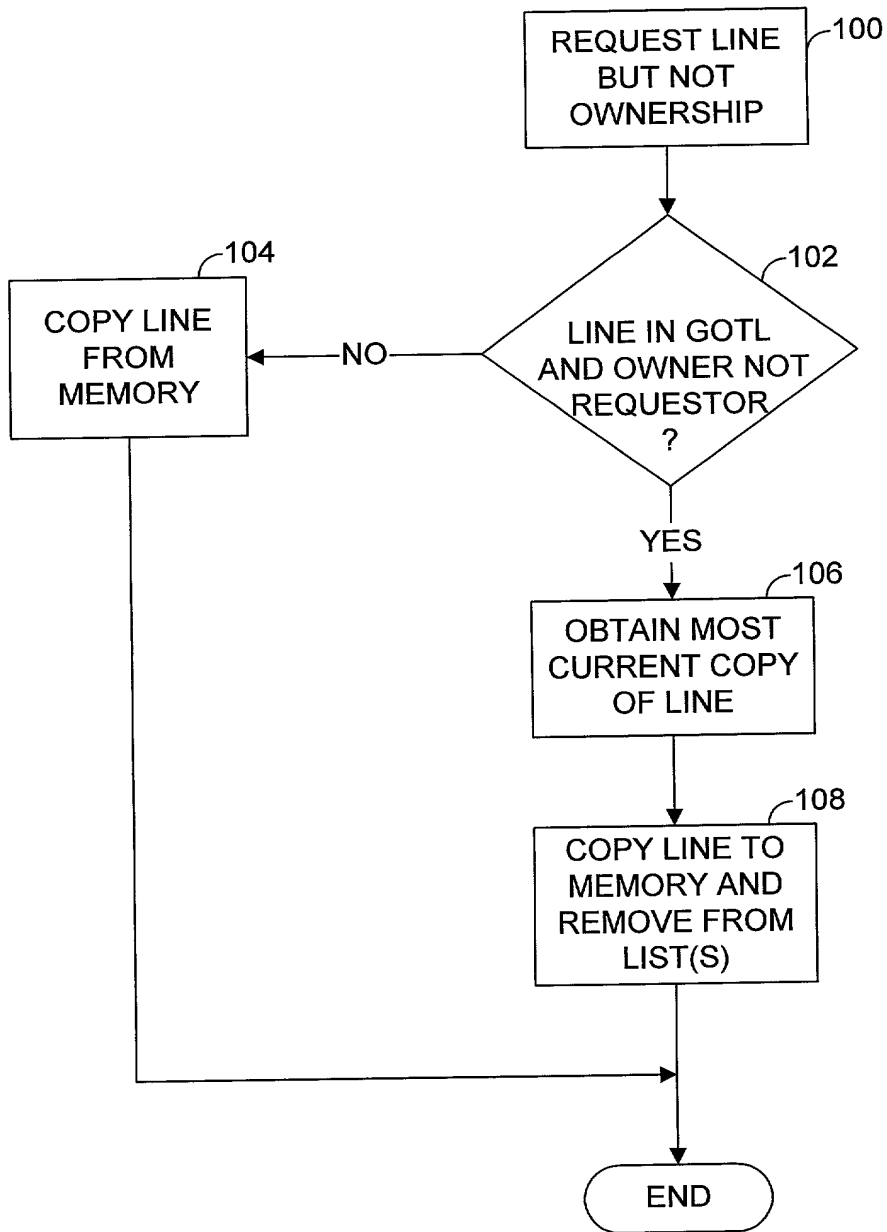 REQUEST LINE
BUT NOT
OWNERSHIP
100
102
LINE IN GOTL
AND OWNER NOT
REQUESTOR
?
NO
104
COPY LINE
FROM
MEMORY
YES
106
OBTAIN MOST
CURRENT COPY
OF LINE
108
COPY LINE TO
MEMORY AND
REMOVE FROM
LIST(S)
END